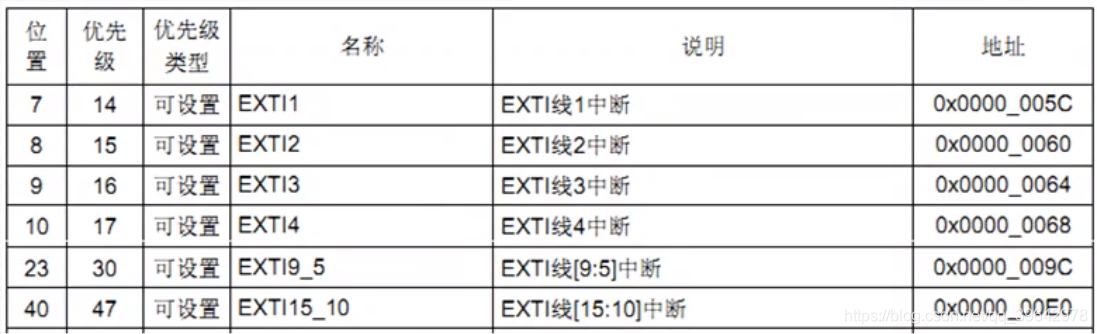 位置 优先级 优先级类型 名称 说明 地址
7 14 可设置 EXTI1 EXTI线1中断 0x0000_005C
8 15 可设置 EXTI2 EXTI线2中断 0x0000_0060
9 16 可设置 EXTI3 EXTI线3中断 0x0000_0064
10 17 可设置 EXTI4 EXTI线4中断 0x0000_0068
23 30 可设置 EXTI9_5 EXTI线[9:5]中断 0x0000_009C
40 47 可设置 EXTI15_10 EXTI线[15:10]中断 0x0000_00E0